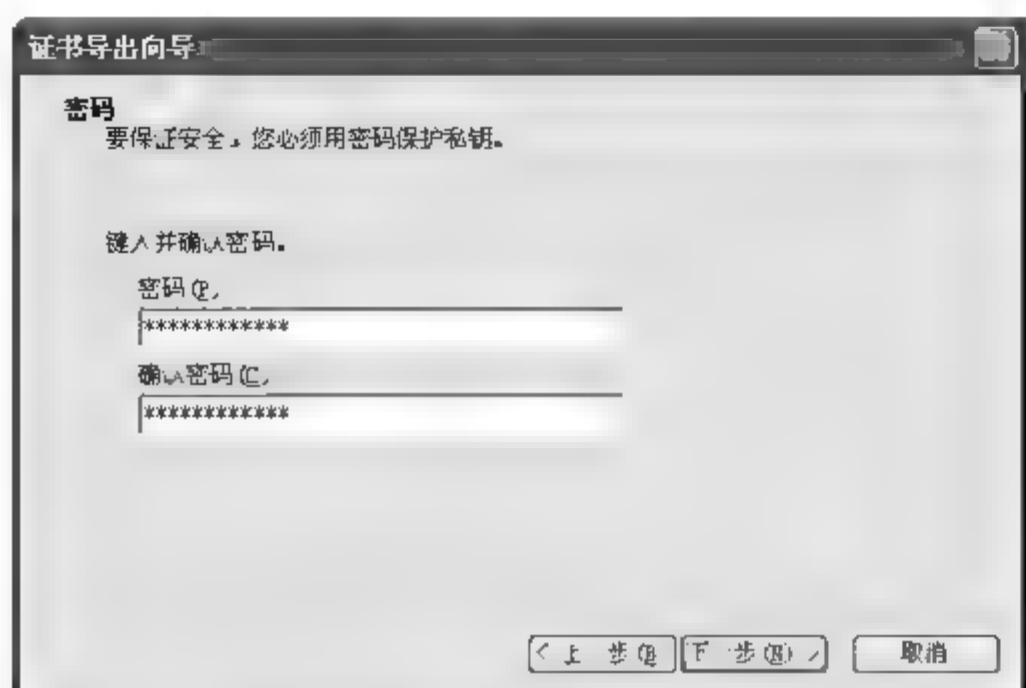 证书导出向导
密码
要保证安全，您必须用密码保护私钥。
键入并确认密码。
密码(P)
************
确认密码(C)
************
<上一步(B) 下一步(N)> 取消